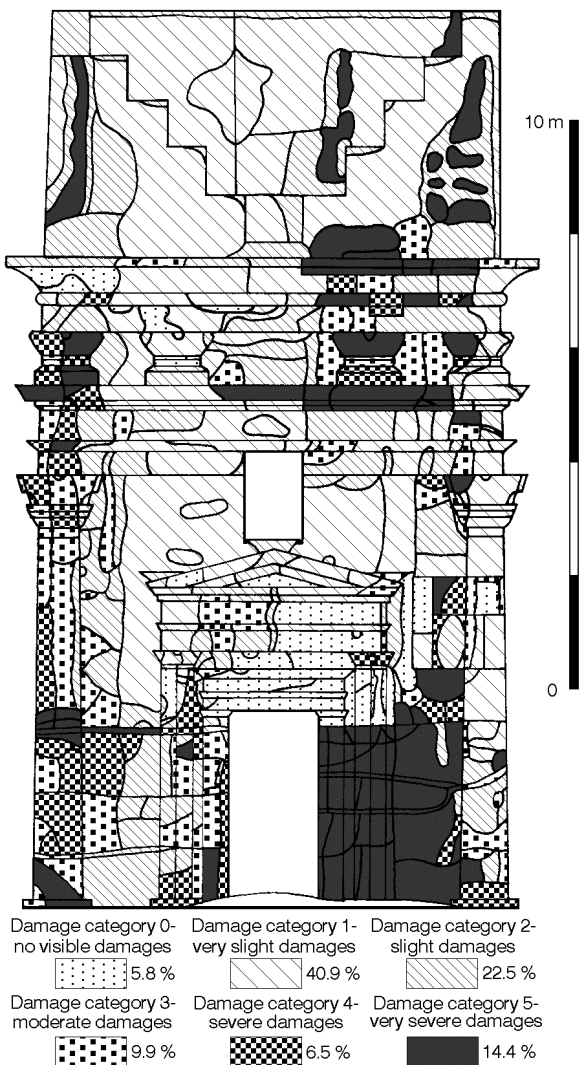 10 m
0
Damage category 0-
no visible damages
5.8 %
Damage category 1-
very slight damages
40.9 %
Damage category 2-
slight damages
22.5 %
Damage category 3-
moderate damages
9.9 %
Damage category 4-
severe damages
6.5 %
Damage category 5-
very severe damages
14.4 %